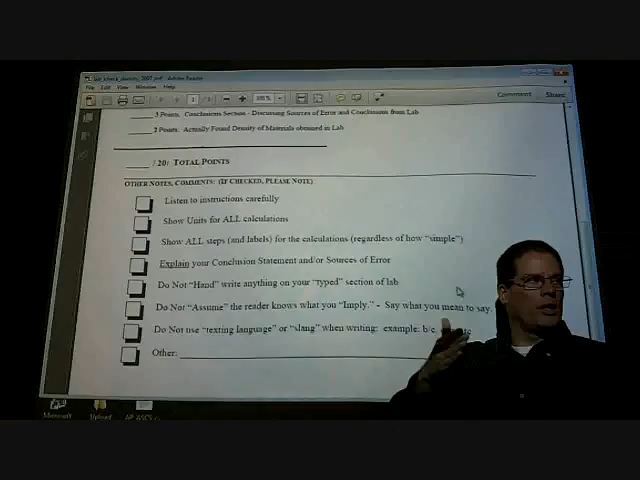 lab_check_density_2007.pdf - Adobe Reader
File Edit View Window Help
1 Comment Share
3 Points. Conclusions Section - Discussing Sources of Error and Conclusions from Lab
2 Points. Actually Found Density of Materials obtained in Lab
/20: TOTAL POINTS
OTHER NOTES, COMMENTS: (IF CHECKED, PLEASE NOTE)
Listen to instructions carefully
Show Units for ALL calculations
Show ALL steps (and labels) for the calculations (regardless of how “simple”)
Explain your Conclusion Statement and/or Sources of Error
Do Not “Hand” write anything on your “typed” section of lab
Do Not “Assume” the reader knows what you “Imply.” - Say what you mean to say.
Do Not use “texting language” or “slang” when writing: example: b/c,
Other:
Microsoft Upload